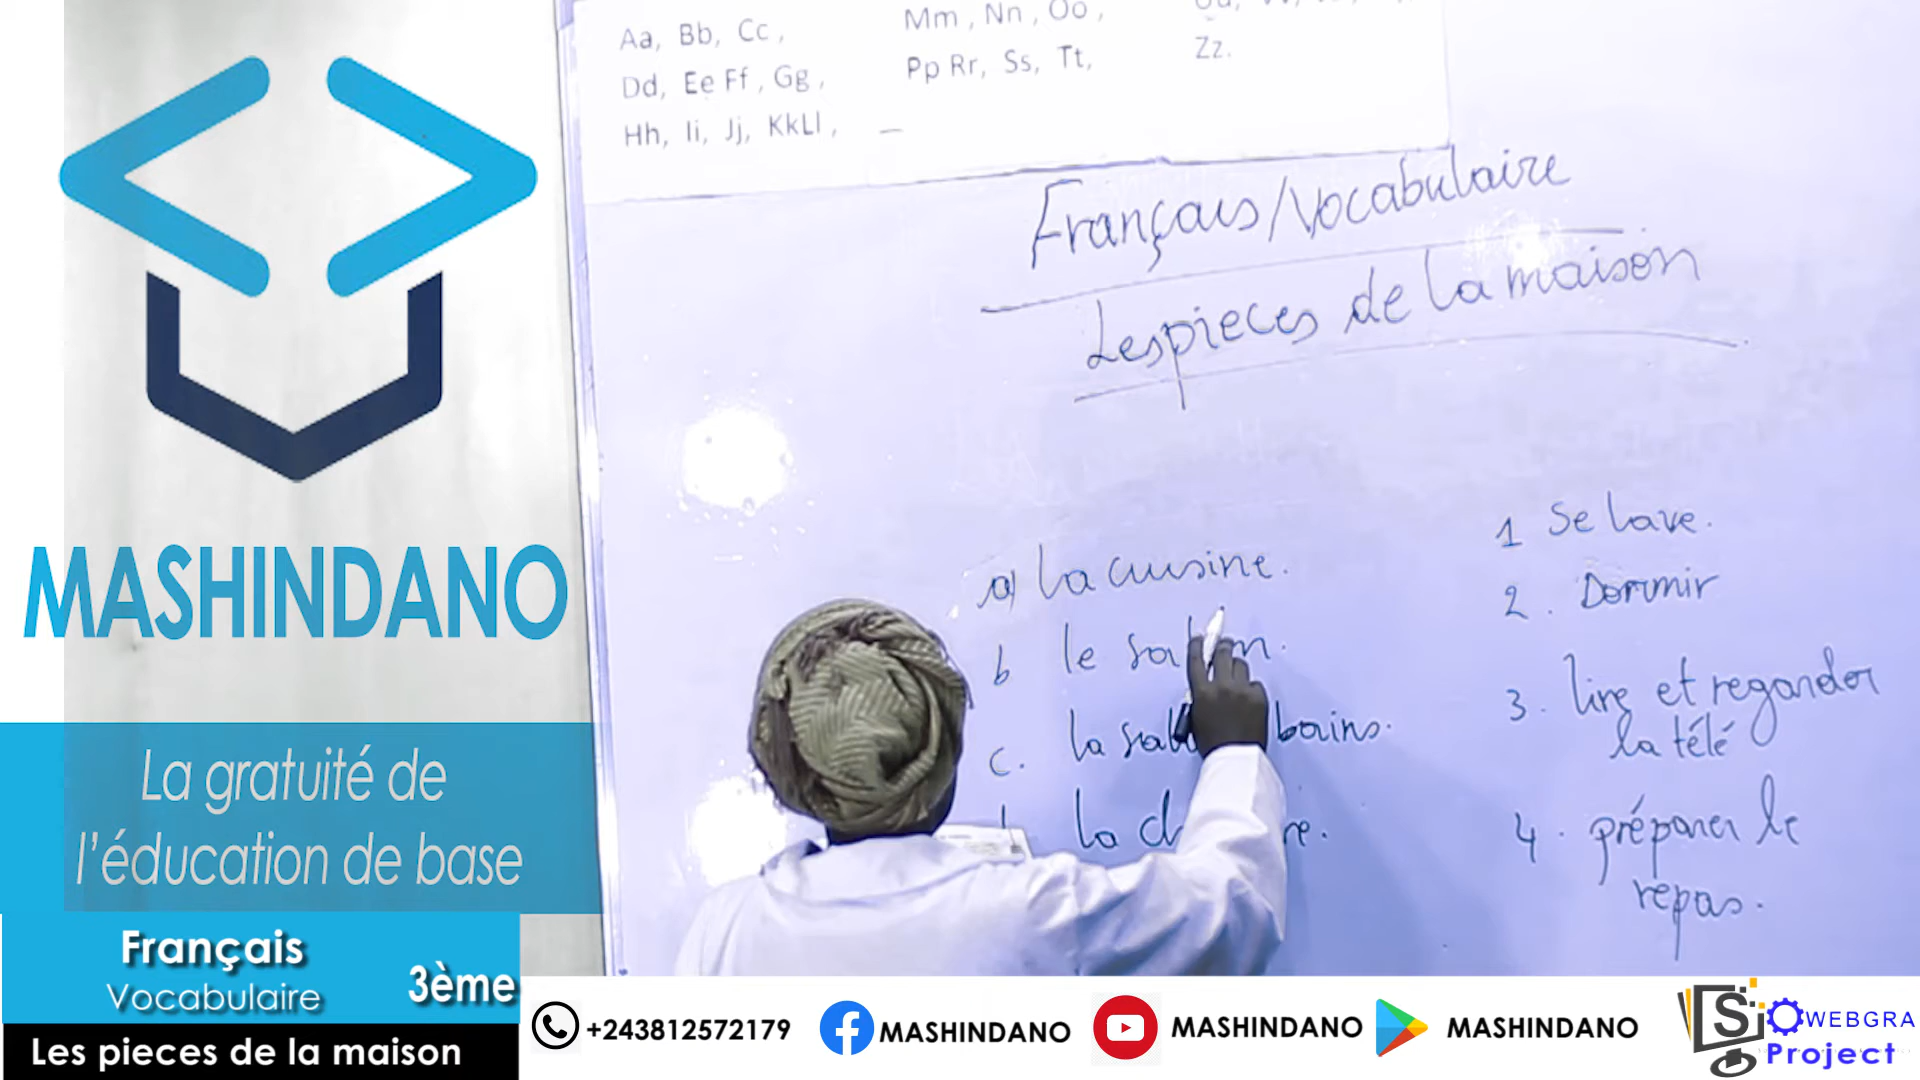 Aa, Bb, Cc,
Dd, Ee Ff, Gg,
Hh, Ii, Jj, KkLl,
Mm, Nn, Oo,
Pp Rr, Ss, Tt,
Zz.
Français/Vocabulaire
Les pieces de la maison
a) la cuisine.
b le salon.
c. la salle bains.
la
1 Se lave.
2. Dormir
3. lire et regarder
la télé
4. préparer le
repas.
MASHINDANO
La gratuité de
l'éducation de base
Français
Vocabulaire
3ème
Les pieces de la maison
+243812572179
MASHINDANO
MASHINDANO
MASHINDANO
WEBGRA
Project